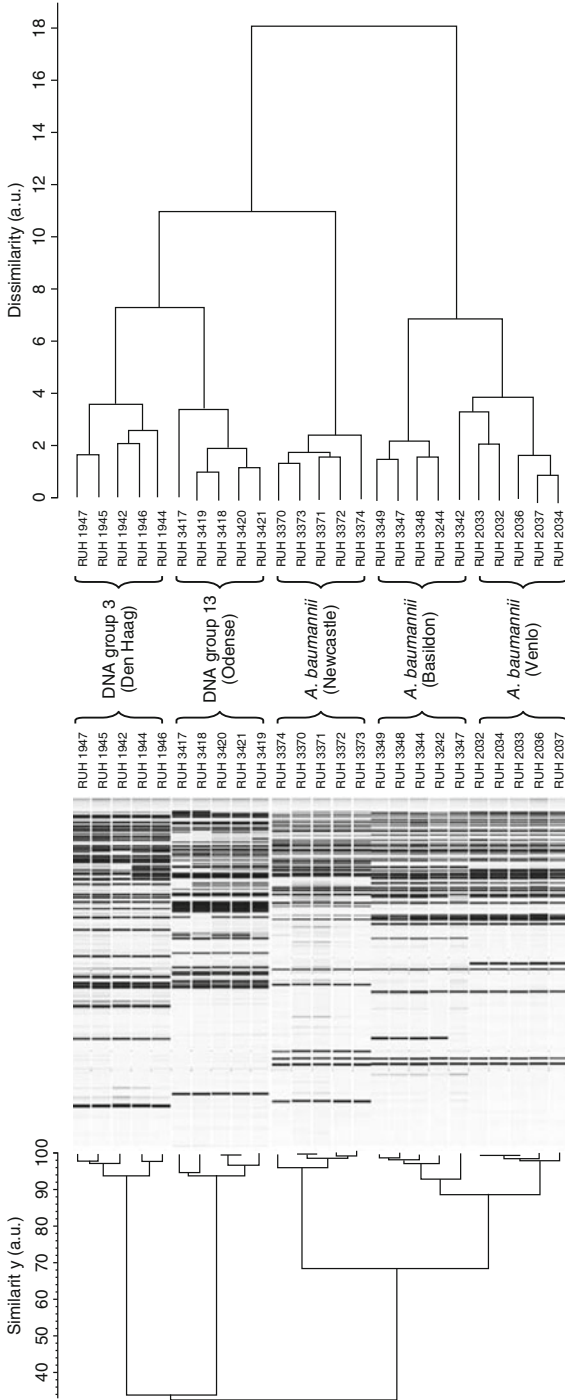 Dissimilarity (a.u.)
0 2 4 6 8 10 12 14 16 18
RUH 1947
RUH 1945
RUH 1942
RUH 1946
RUH 1944
RUH 3417
RUH 3419
RUH 3418
RUH 3420
RUH 3421
RUH 3370
RUH 3373
RUH 3371
RUH 3372
RUH 3374
RUH 3349
RUH 3347
RUH 3348
RUH 3244
RUH 3342
RUH 2033
RUH 2032
RUH 2036
RUH 2037
RUH 2034
DNA group 3
(Den Haag)
DNA group 13
(Odense)
A. baumannii
(Newcastle)
A. baumannii
(Basildon)
A. baumannii
(Venlo)
RUH 1947
RUH 1945
RUH 1942
RUH 1944
RUH 1946
RUH 3417
RUH 3418
RUH 3420
RUH 3421
RUH 3419
RUH 3374
RUH 3370
RUH 3371
RUH 3372
RUH 3373
RUH 3349
RUH 3348
RUH 3344
RUH 3242
RUH 3347
RUH 2032
RUH 2034
RUH 2033
RUH 2036
RUH 2037
Similarit y (a.u.)
40 50 60 70 80 90 100